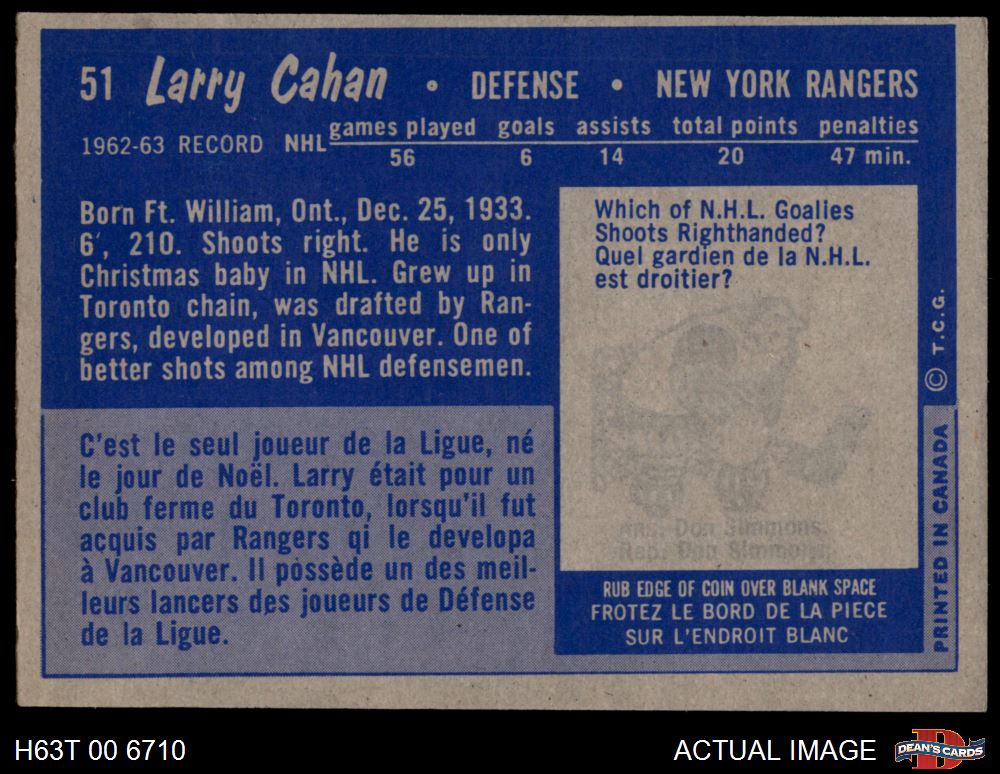 51 Larry Cahan • DEFENSE • NEW YORK RANGERS
games played goals assists total points penalties
1962-63 RECORD NHL 56 6 14 20 47 min.
Born Ft. William, Ont., Dec. 25, 1933.
6', 210. Shoots right. He is only
Christmas baby in NHL. Grew up in
Toronto chain, was drafted by Ran-
gers, developed in Vancouver. One of
better shots among NHL defensemen.
C'est le seul joueur de la Ligue, né
le jour de Noël. Larry était pour un
club ferme du Toronto, lorsqu'il fut
acquis par Rangers qi le developa
à Vancouver. Il possède un des meil-
leurs lancers des joueurs de Défense
de la Ligue.
Which of N.H.L. Goalies
Shoots Righthanded?
Quel gardien de la N.H.L.
est droitier?
Ans. Don Simmons.
Rep. Don Simmons.
RUB EDGE OF COIN OVER BLANK SPACE
FROTEZ LE BORD DE LA PIECE
SUR L'ENDROIT BLANC
© T.C.G.
PRINTED IN CANADA
H63T 00 6710
ACTUAL IMAGE
D
DEAN'S CARDS